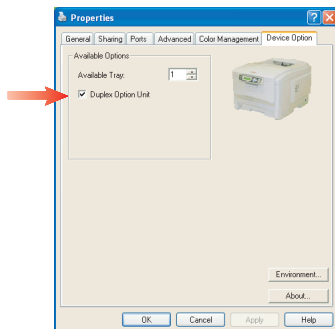 Properties
General Sharing Ports Advanced Color Management Device Option
Available Options
Available Tray: 1
Duplex Option Unit
Environment...
About...
OK Cancel Apply Help